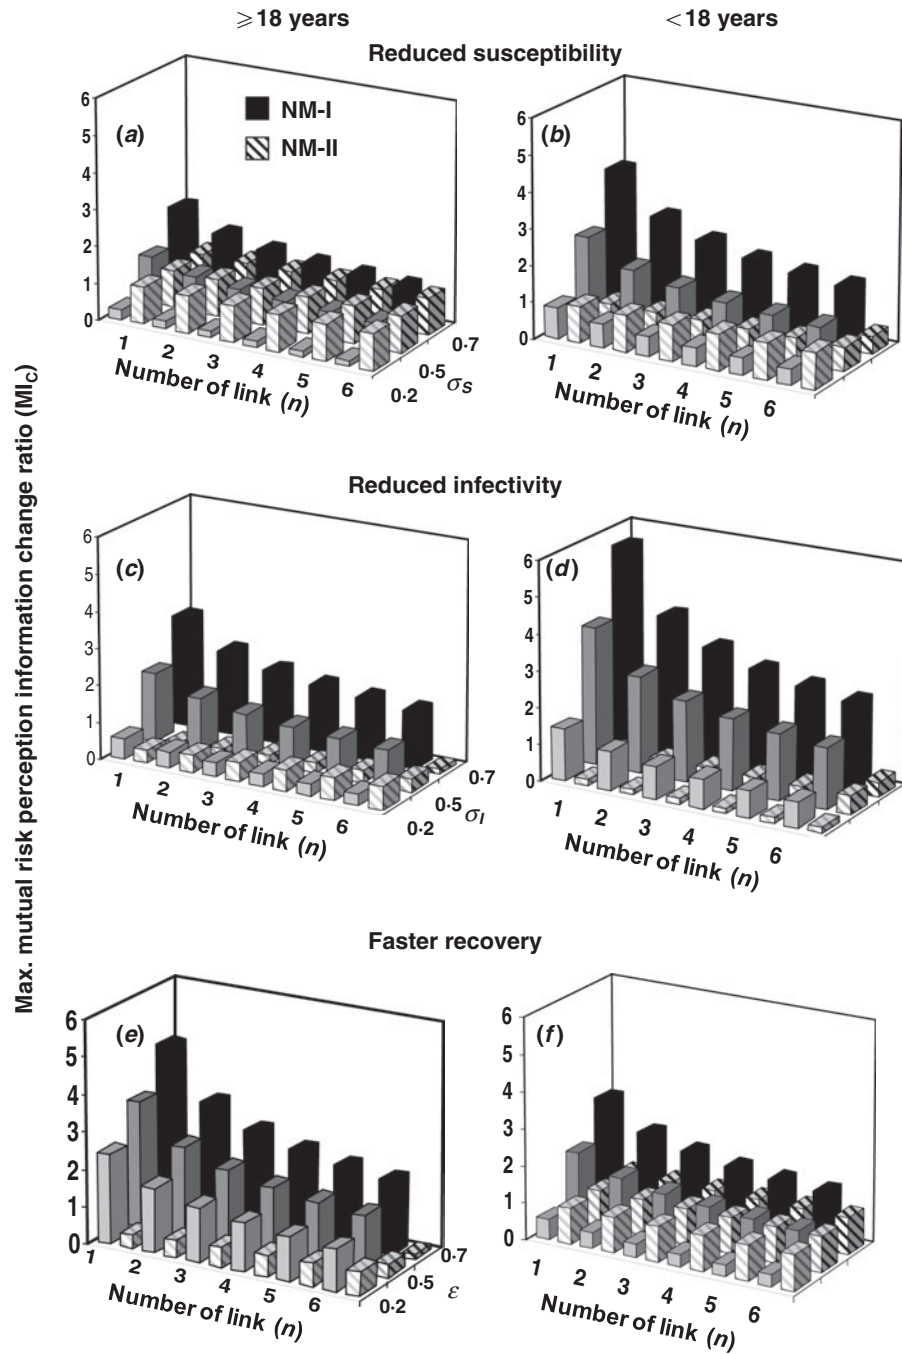 ⩾18 years <18 years
Reduced susceptibility
6 5 4 3 2 1 0
(a)
NM-I
NM-II
1 2 3 4 5 6
Number of link (n)
0·2 0·5 0·7
σS
6 5 4 3 2 1 0
(b)
1 2 3 4 5 6
Number of link (n)
Max. mutual risk perception information change ratio (MIC)
Reduced infectivity
6 5 4 3 2 1 0
(c)
1 2 3 4 5 6
Number of link (n)
0·2 0·5 0·7
σI
6 5 4 3 2 1 0
(d)
1 2 3 4 5 6
Number of link (n)
Faster recovery
6 5 4 3 2 1 0
(e)
1 2 3 4 5 6
Number of link (n)
0·2 0·5 0·7
ε
6 5 4 3 2 1 0
(f)
1 2 3 4 5 6
Number of link (n)